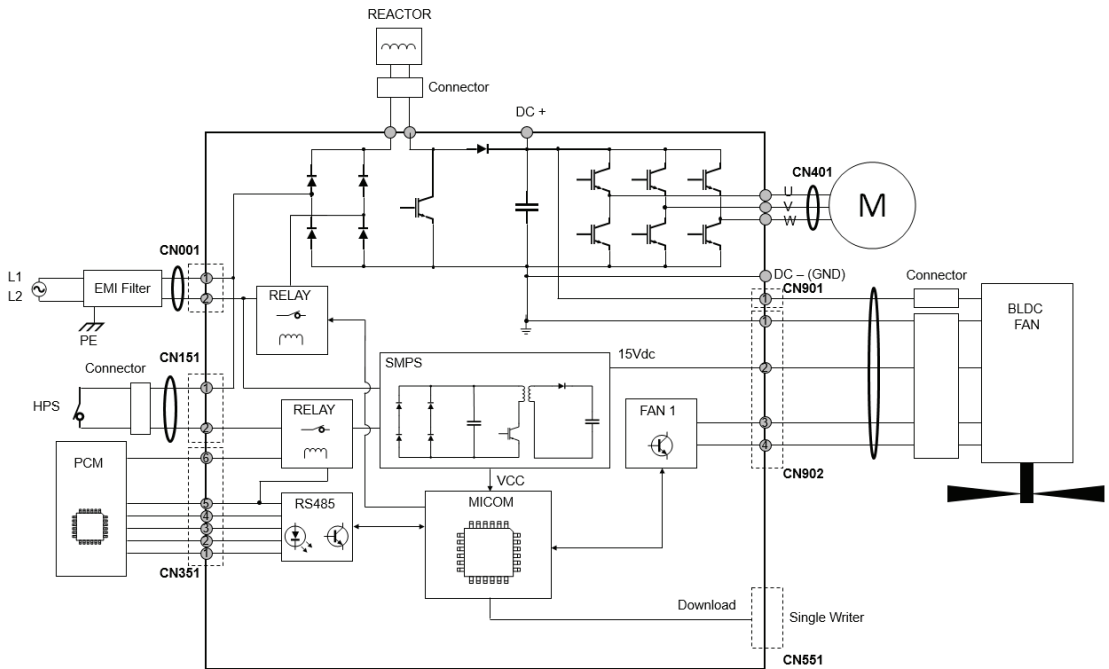 REACTOR
Connector
DC +
CN401
U
V
W
M
CN001
L1
L2
EMI Filter
1
2
PE
RELAY
DC – (GND)
CN901
Connector
1
1
BLDC
FAN
CN151
Connector
1
HPS
2
SMPS
15Vdc
2
RELAY
FAN 1
3
4
CN902
PCM
6
5
4
3
2
1
RS485
VCC
MICOM
CN351
Download
Single Writer
CN551